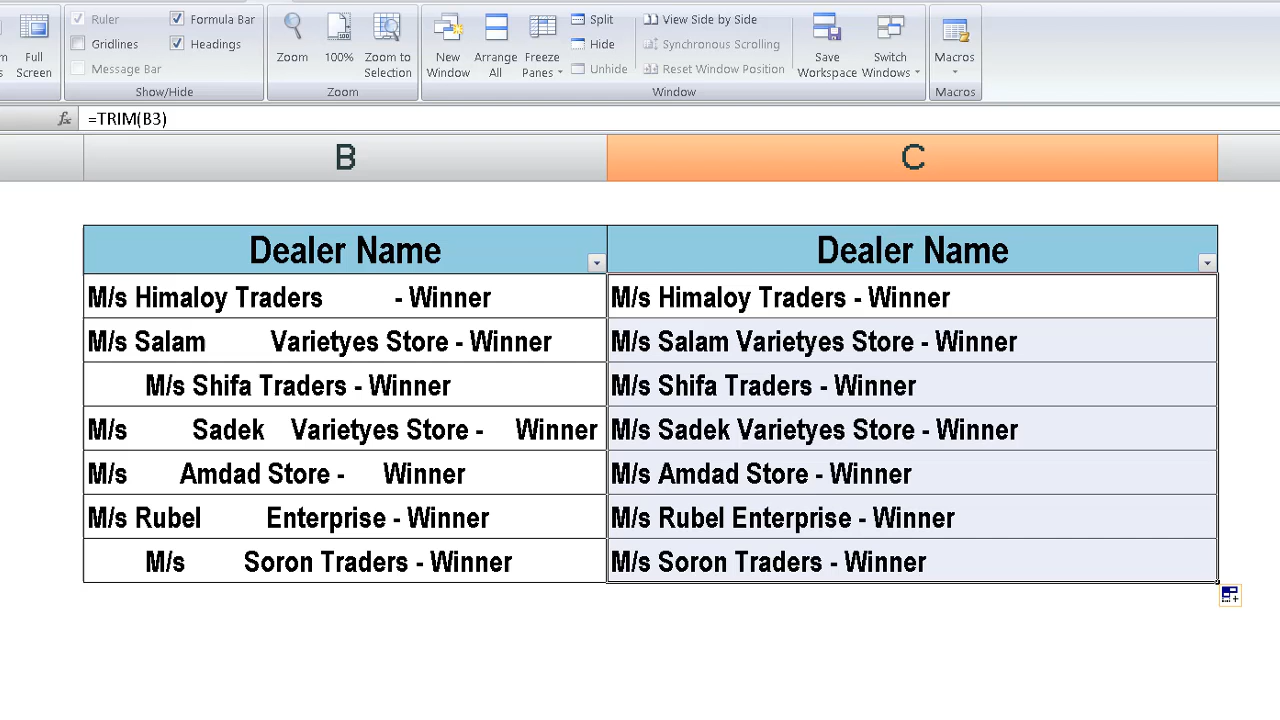 Ruler Formula Bar
Gridlines Headings
Message Bar
Show/Hide
Full Screen
Zoom
100%
Zoom to Selection
Zoom
New Window
Arrange All
Freeze Panes
Split
Hide
Unhide
View Side by Side
Synchronous Scrolling
Reset Window Position
Window
Save Workspace
Switch Windows
Macros
Macros
fx =TRIM(B3)
B C
Dealer Name Dealer Name
M/s Himaloy Traders - Winner M/s Himaloy Traders - Winner
M/s Salam Varietyes Store - Winner M/s Salam Varietyes Store - Winner
M/s Shifa Traders - Winner M/s Shifa Traders - Winner
M/s Sadek Varietyes Store - Winner M/s Sadek Varietyes Store - Winner
M/s Amdad Store - Winner M/s Amdad Store - Winner
M/s Rubel Enterprise - Winner M/s Rubel Enterprise - Winner
M/s Soron Traders - Winner M/s Soron Traders - Winner